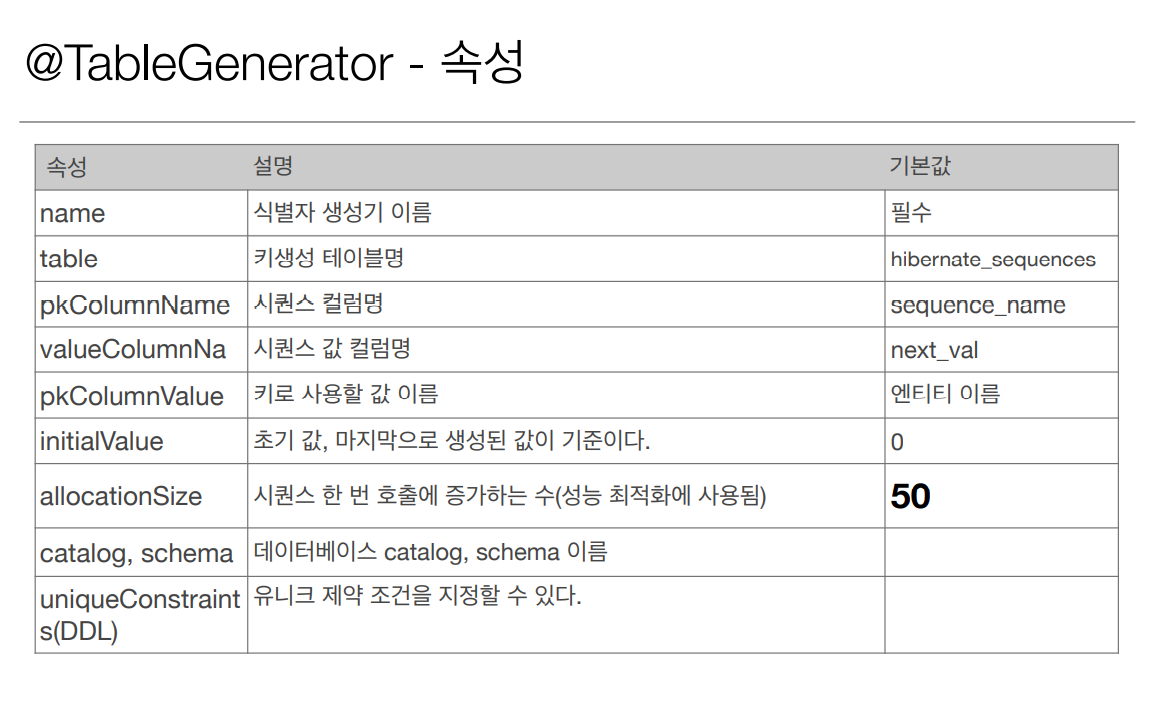 @TableGenerator - 속성
속성 설명 기본값
name 식별자 생성기 이름 필수
table 키생성 테이블명 hibernate_sequences
pkColumnName 시퀀스 컬럼명 sequence_name
valueColumnNa 시퀀스 값 컬럼명 next_val
pkColumnValue 키로 사용할 값 이름 엔티티 이름
initialValue 초기 값, 마지막으로 생성된 값이 기준이다. 0
allocationSize 시퀀스 한 번 호출에 증가하는 수(성능 최적화에 사용됨) 50
catalog, schema 데이터베이스 catalog, schema 이름
uniqueConstraint 유니크 제약 조건을 지정할 수 있다.
s(DDL)